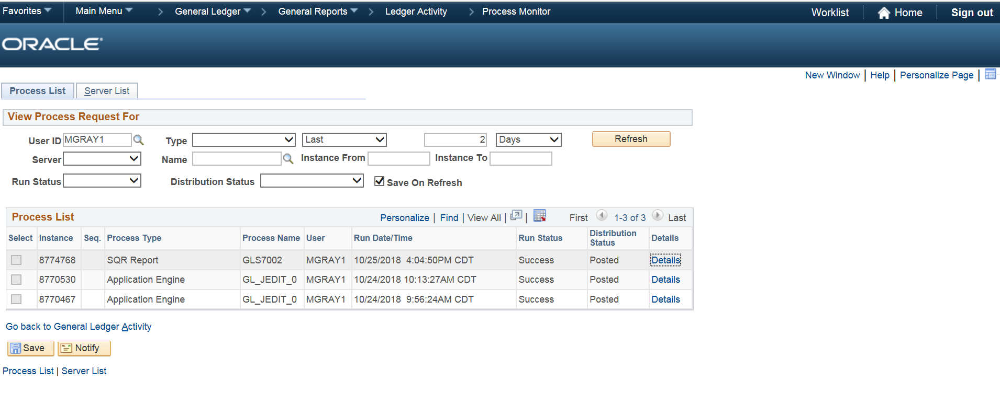 Favorites Main Menu General Ledger General Reports Ledger Activity Process Monitor Worklist Home Sign out
ORACLE
New Window | Help | Personalize Page |
Process List Server List
View Process Request For
User ID MGRAY1 Type Last 2 Days Refresh
Server Name Instance From Instance To
Run Status Distribution Status Save On Refresh
Process List Personalize | Find | View All | | First 1-3 of 3 Last
Select Instance Seq. Process Type Process Name User Run Date/Time Run Status Distribution Status Details
8774768 SQR Report GLS7002 MGRAY1 10/25/2018 4:04:50PM CDT Success Posted Details
8770530 Application Engine GL_JEDIT_0 MGRAY1 10/24/2018 10:13:27AM CDT Success Posted Details
8770467 Application Engine GL_JEDIT_0 MGRAY1 10/24/2018 9:56:24AM CDT Success Posted Details
Go back to General Ledger Activity
Save Notify
Process List | Server List